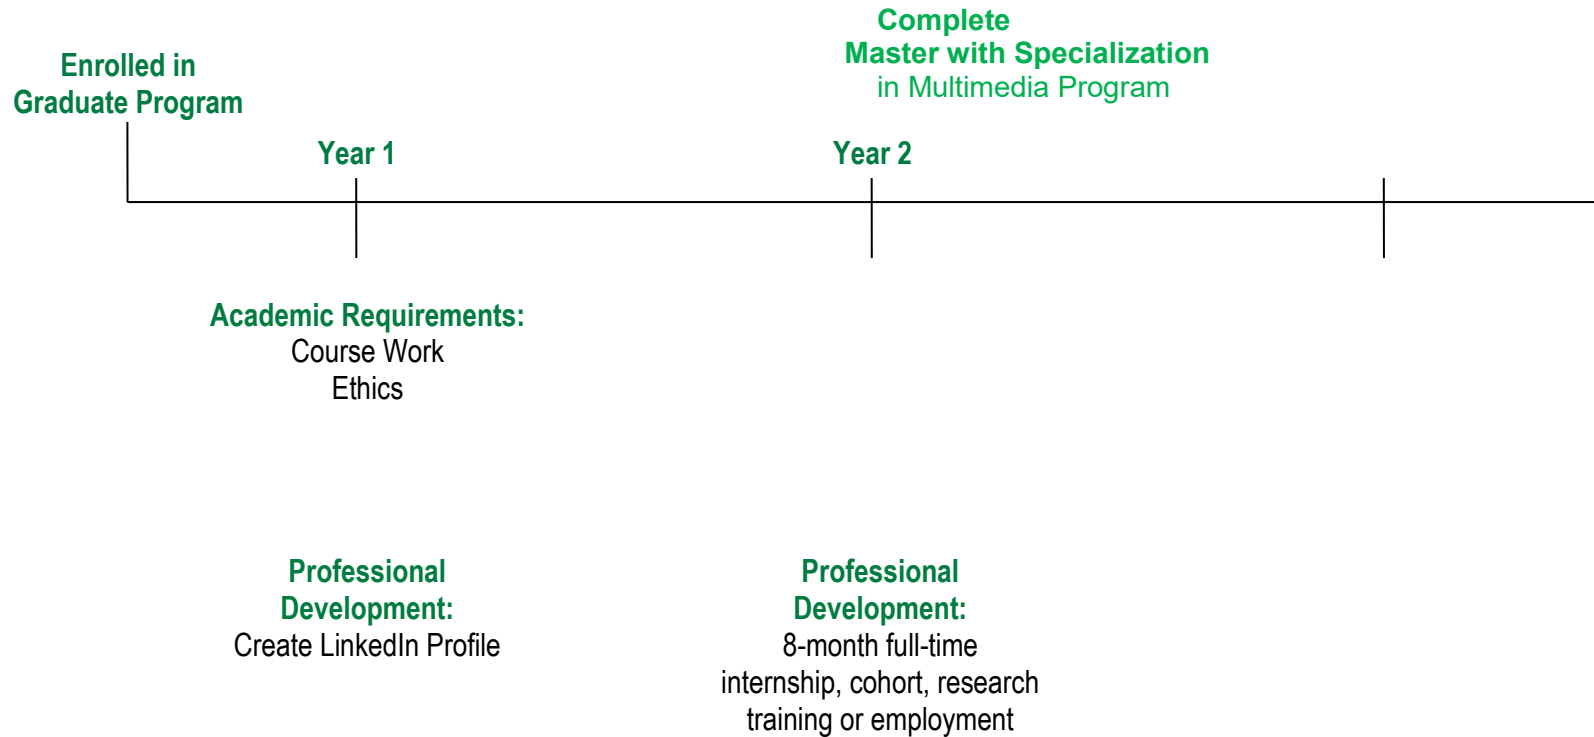 Complete
Master with Specialization
in Multimedia Program
Enrolled in
Graduate Program
Year 1
Year 2
Academic Requirements:
Course Work
Ethics
Professional
Development:
Create LinkedIn Profile
Professional
Development:
8-month full-time
internship, cohort, research
training or employment